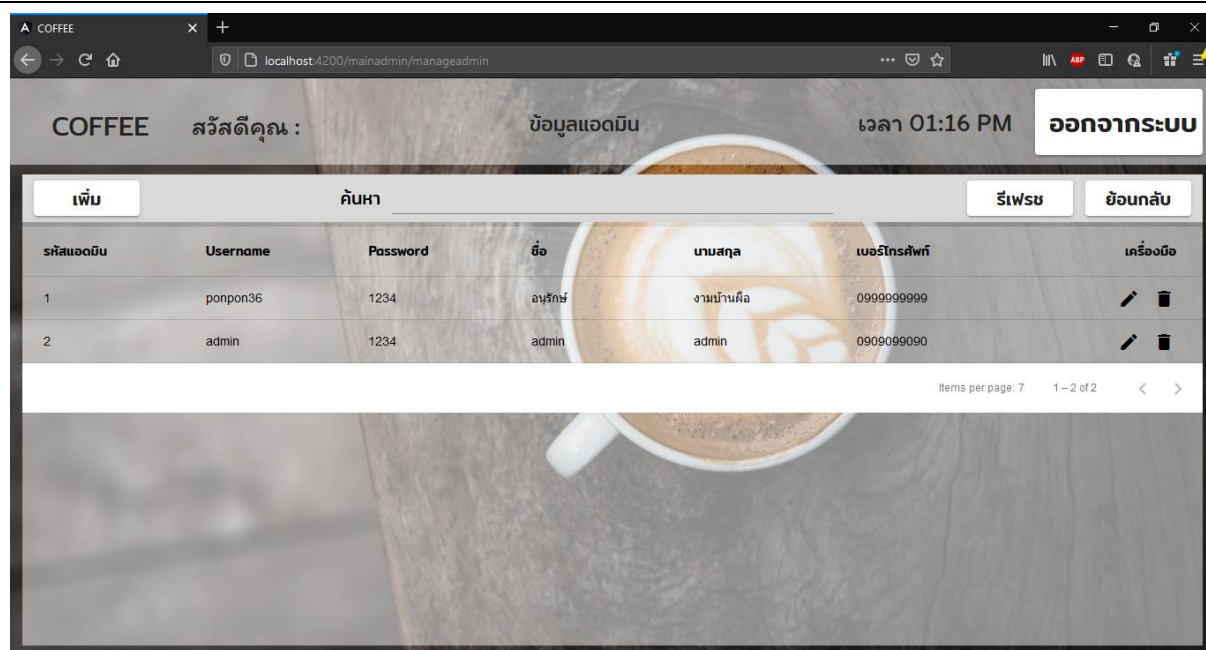 COFFEE
localhost:4200/mainadmin/manageadmin
ABP
COFFEE สวัสดีคุณ : ข้อมูลแอดมิน เวลา 01:16 PM ออกจากระบบ
เพิ่ม ค้นหา รีเฟรช ย้อนกลับ
รหัสแอดมิน Username Password ชื่อ นามสกุล เบอร์โทรศัพท์ เครื่องมือ
1 ponpon36 1234 อนุรักษ์ งามบ้านผือ 0999999999
2 admin 1234 admin admin 0909099090
Items per page: 7 1 – 2 of 2